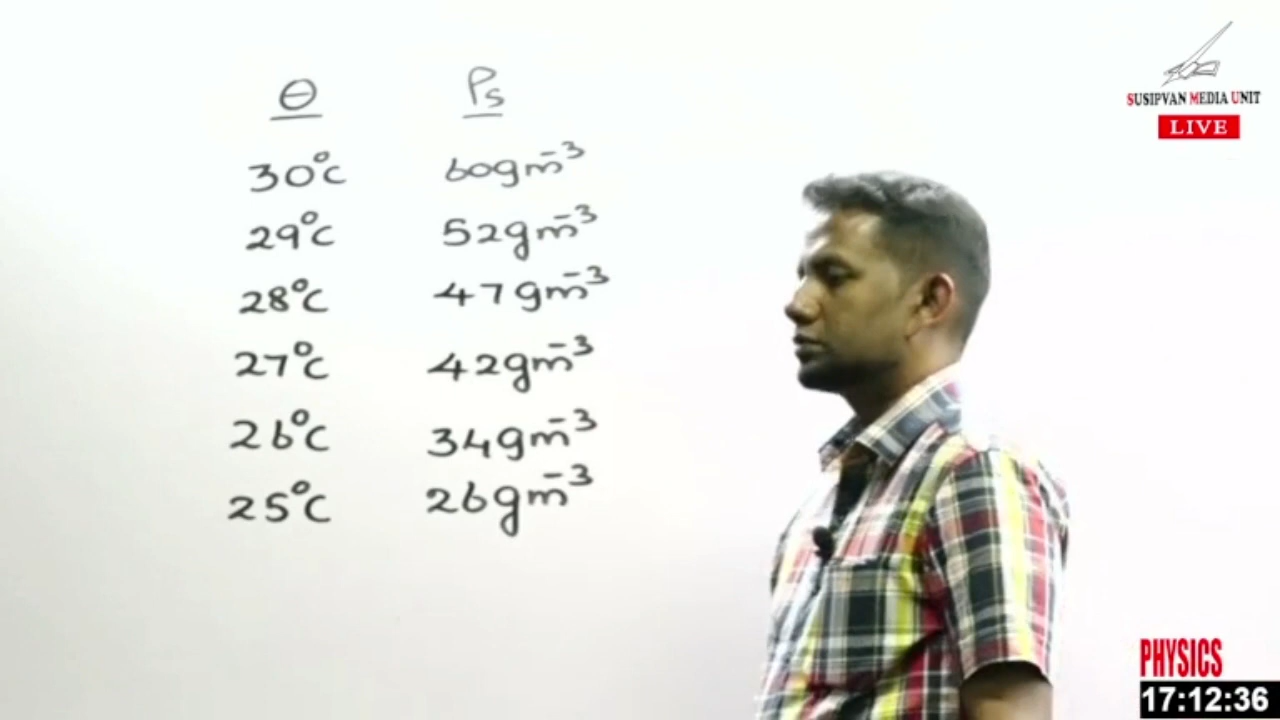 θ ρs
30°C 60gm⁻³
29°C 52gm⁻³
28°C 47gm⁻³
27°C 42gm⁻³
26°C 34gm⁻³
25°C 26gm⁻³
SUSIPVAN MEDIA UNIT
LIVE
PHYSICS
17:12:36